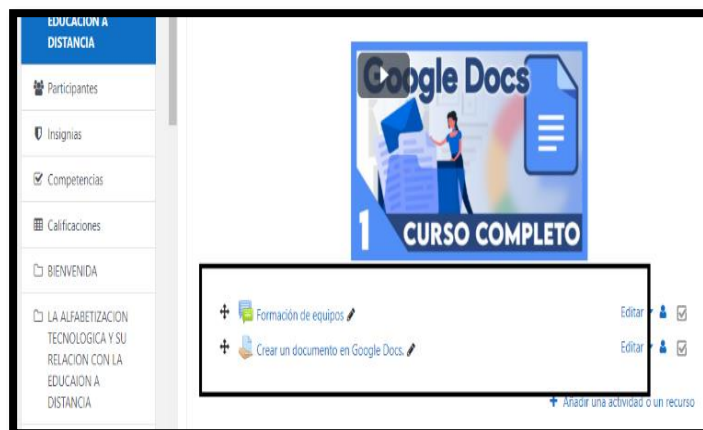 EDUCACION A
DISTANCIA
Participantes
Insignias
Competencias
Calificaciones
BIENVENIDA
LA ALFABETIZACION
TECNOLOGICA Y SU
RELACION CON LA
EDUCAION A
DISTANCIA
Google Docs
1 CURSO COMPLETO
Formación de equipos
Editar
Crear un documento en Google Docs.
Editar
Añadir una actividad o un recurso